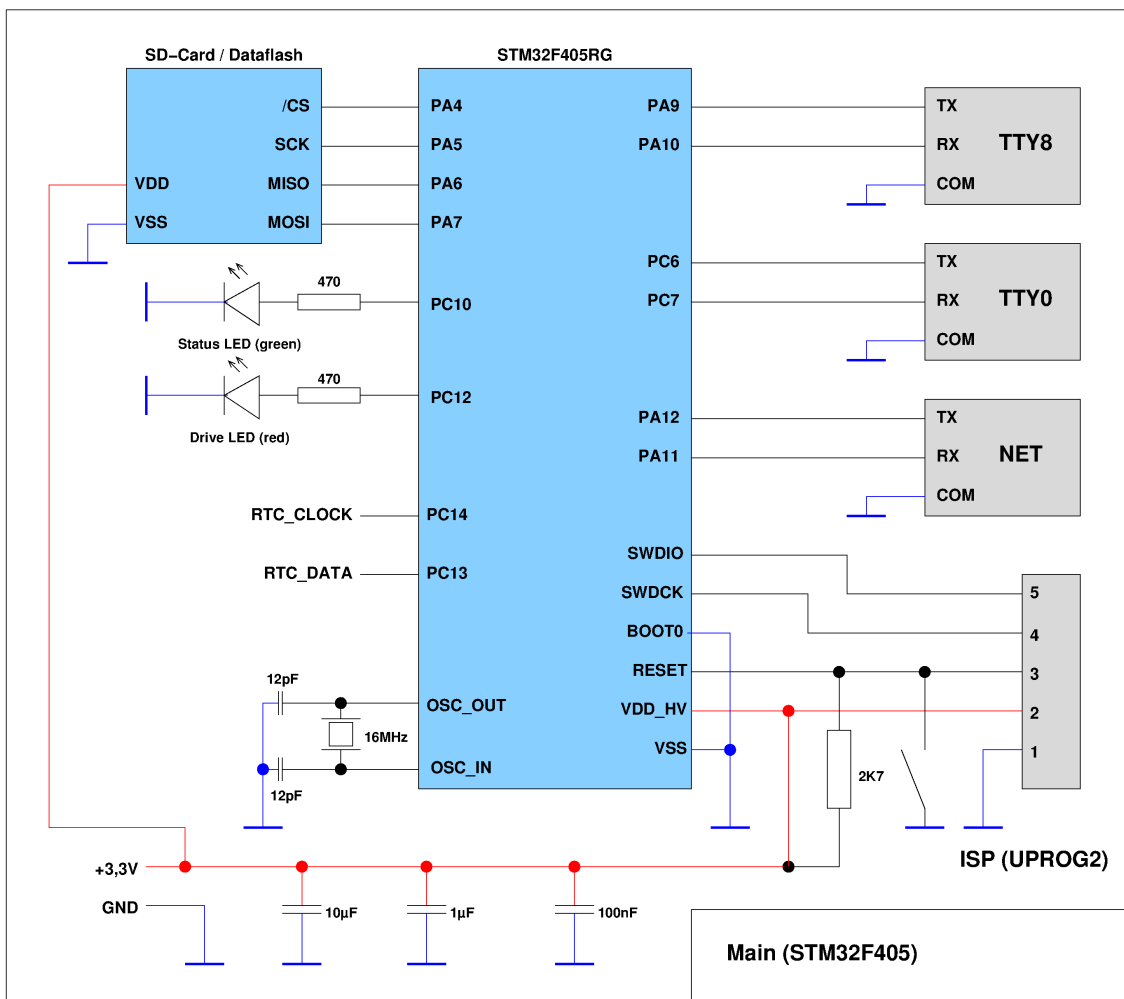 SD-Card / Dataflash
/CS
SCK
VDD
MISO
VSS
MOSI
470
Status LED (green)
470
Drive LED (red)
RTC_CLOCK
RTC_DATA
12pF
16MHz
12pF
STM32F405RG
PA4
PA5
PA6
PA7
PC10
PC12
PC14
PC13
OSC_OUT
OSC_IN
PA9
PA10
PC6
PC7
PA12
PA11
SWDIO
SWDCK
BOOT0
RESET
VDD_HV
VSS
TX
RX
TTY8
COM
TX
RX
TTY0
COM
TX
RX
NET
COM
5
4
3
2
1
2K7
ISP (UPROG2)
+3,3V
GND
10µF
1µF
100nF
Main (STM32F405)